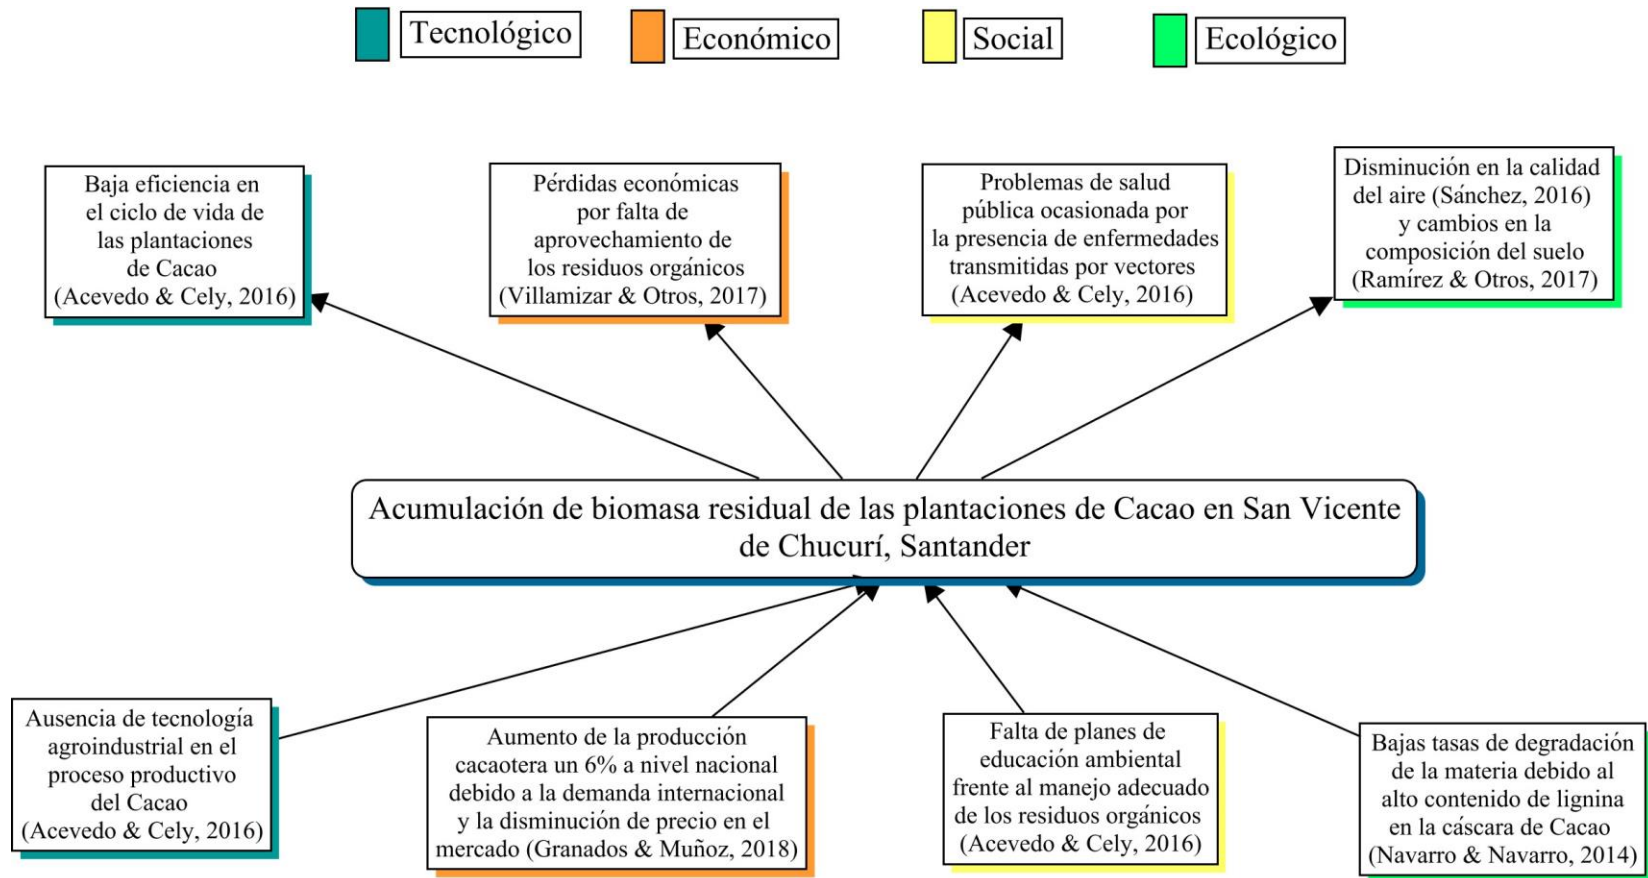 Tecnológico
Económico
Social
Ecológico
Baja eficiencia en
el ciclo de vida de
las plantaciones
de Cacao
(Acevedo & Cely, 2016)
Pérdidas económicas
por falta de
aprovechamiento de
los residuos orgánicos
(Villamizar & Otros, 2017)
Problemas de salud
pública ocasionada por
la presencia de enfermedades
transmitidas por vectores
(Acevedo & Cely, 2016)
Disminución en la calidad
del aire (Sánchez, 2016)
y cambios en la
composición del suelo
(Ramírez & Otros, 2017)
Acumulación de biomasa residual de las plantaciones de Cacao en San Vicente
de Chucurí, Santander
Ausencia de tecnología
agroindustrial en el
proceso productivo
del Cacao
(Acevedo & Cely, 2016)
Aumento de la producción
cacaotera un 6% a nivel nacional
debido a la demanda internacional
y la disminución de precio en el
mercado (Granados & Muñoz, 2018)
Falta de planes de
educación ambiental
frente al manejo adecuado
de los residuos orgánicos
(Acevedo & Cely, 2016)
Bajas tasas de degradación
de la materia debido al
alto contenido de lignina
en la cáscara de Cacao
(Navarro & Navarro, 2014)